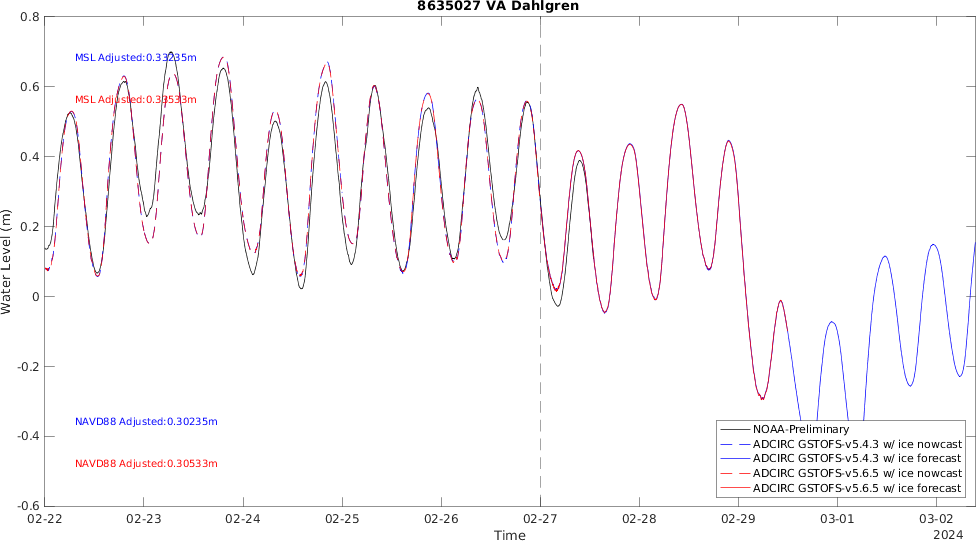 8635027 VA Dahlgren
0.8
0.6
0.4
0.2
0
-0.2
-0.4
-0.6
Water Level (m)
MSL Adjusted:0.33235m
MSL Adjusted:0.33533m
NAVD88 Adjusted:0.30235m
NAVD88 Adjusted:0.30533m
NOAA-Preliminary
ADCIRC GSTOFS-v5.4.3 w/ ice nowcast
ADCIRC GSTOFS-v5.4.3 w/ ice forecast
ADCIRC GSTOFS-v5.6.5 w/ ice nowcast
ADCIRC GSTOFS-v5.6.5 w/ ice forecast
02-22 02-23 02-24 02-25 02-26 02-27 02-28 02-29 03-01 03-02
Time
2024